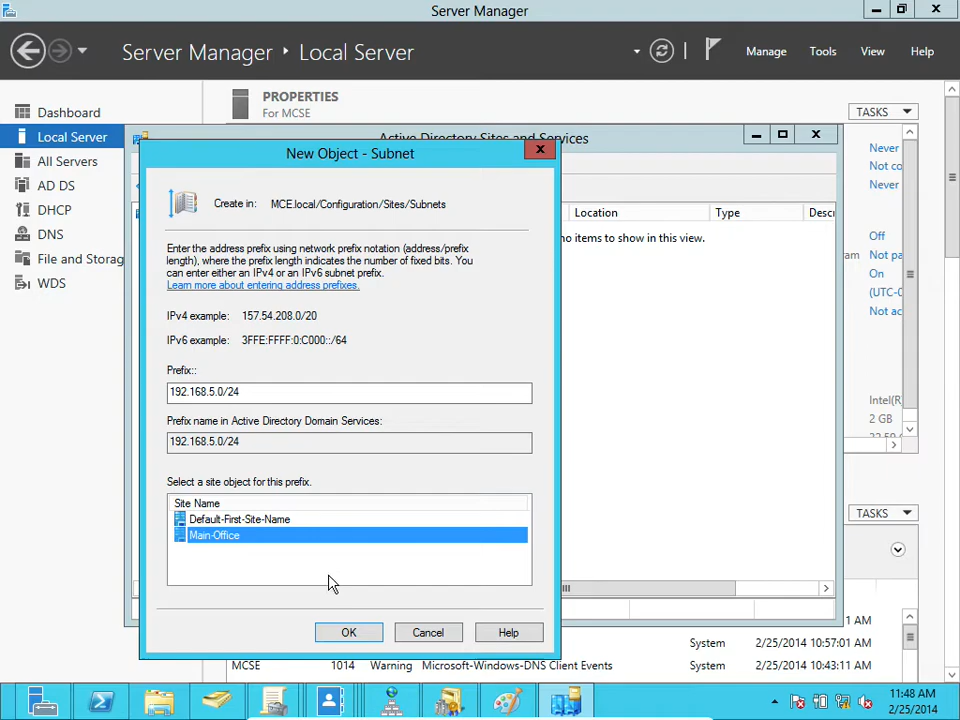 Server Manager
Server Manager • Local Server
Manage Tools View Help
Dashboard
Local Server
All Servers
AD DS
DHCP
DNS
File and Storag
WDS
PROPERTIES
For MCSE
TASKS
Never
Not co
Never
Off
Not pa
On
(UTC-0
Not ac
Intel(R)
2 GB
Active Directory Sites and Services
Location Type Descr
no items to show in this view.
New Object - Subnet
Create in: MCE.local/Configuration/Sites/Subnets
Enter the address prefix using network prefix notation (address/prefix
length), where the prefix length indicates the number of fixed bits. You
can enter either an IPv4 or an IPv6 subnet prefix.
Learn more about entering address prefixes.
IPv4 example: 157.54.208.0/20
IPv6 example: 3FFE:FFFF:0:C000::/64
Prefix::
192.168.5.0/24
Prefix name in Active Directory Domain Services:
192.168.5.0/24
Select a site object for this prefix.
Site Name
Default-First-Site-Name
Main-Office
OK Cancel Help
TASKS
AM
System 2/25/2014 10:57:01 AM
MCSE 1014 Warning Microsoft-Windows-DNS Client Events System 2/25/2014 10:43:11 AM
11:48 AM
2/25/2014